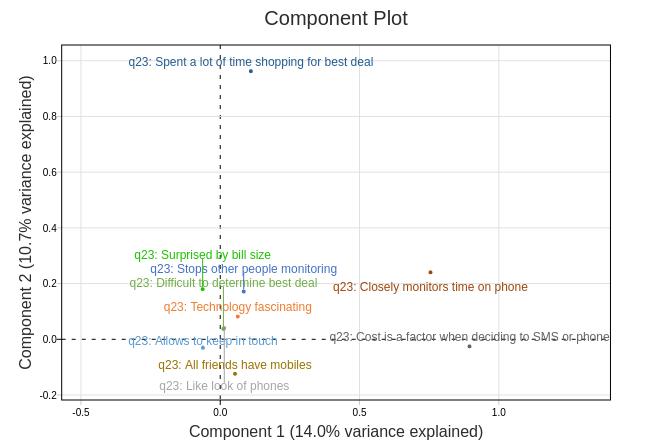 Component Plot
Component 2 (10.7% variance explained)
1.0
0.8
0.6
0.4
0.2
0.0
-0.2
q23: Spent a lot of time shopping for best deal
q23: Surprised by bill size
q23: Stops other people monitoring
q23: Difficult to determine best deal
q23: Closely monitors time on phone
q23: Technology fascinating
q23: Cost is a factor when deciding to SMS or phone
q23: Allows to keep in touch
q23: All friends have mobiles
q23: Like look of phones
-0.5
0.0
0.5
1.0
Component 1 (14.0% variance explained)